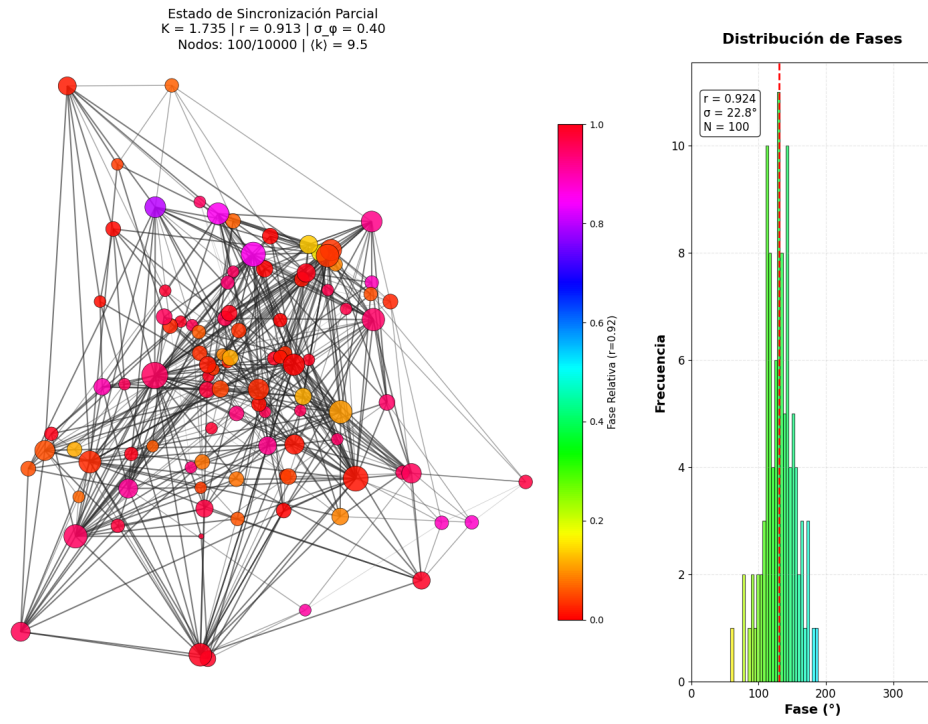 Estado de Sincronización Parcial
K = 1.735 | r = 0.913 | σ_φ = 0.40
Nodos: 100/10000 | ⟨k⟩ = 9.5
1.0
0.8
0.6
0.4
0.2
0.0
Fase Relativa (r=0.92)
Distribución de Fases
r = 0.924
σ = 22.8°
N = 100
10
8
6
4
2
0
Frecuencia
0 100 200 300
Fase (°)